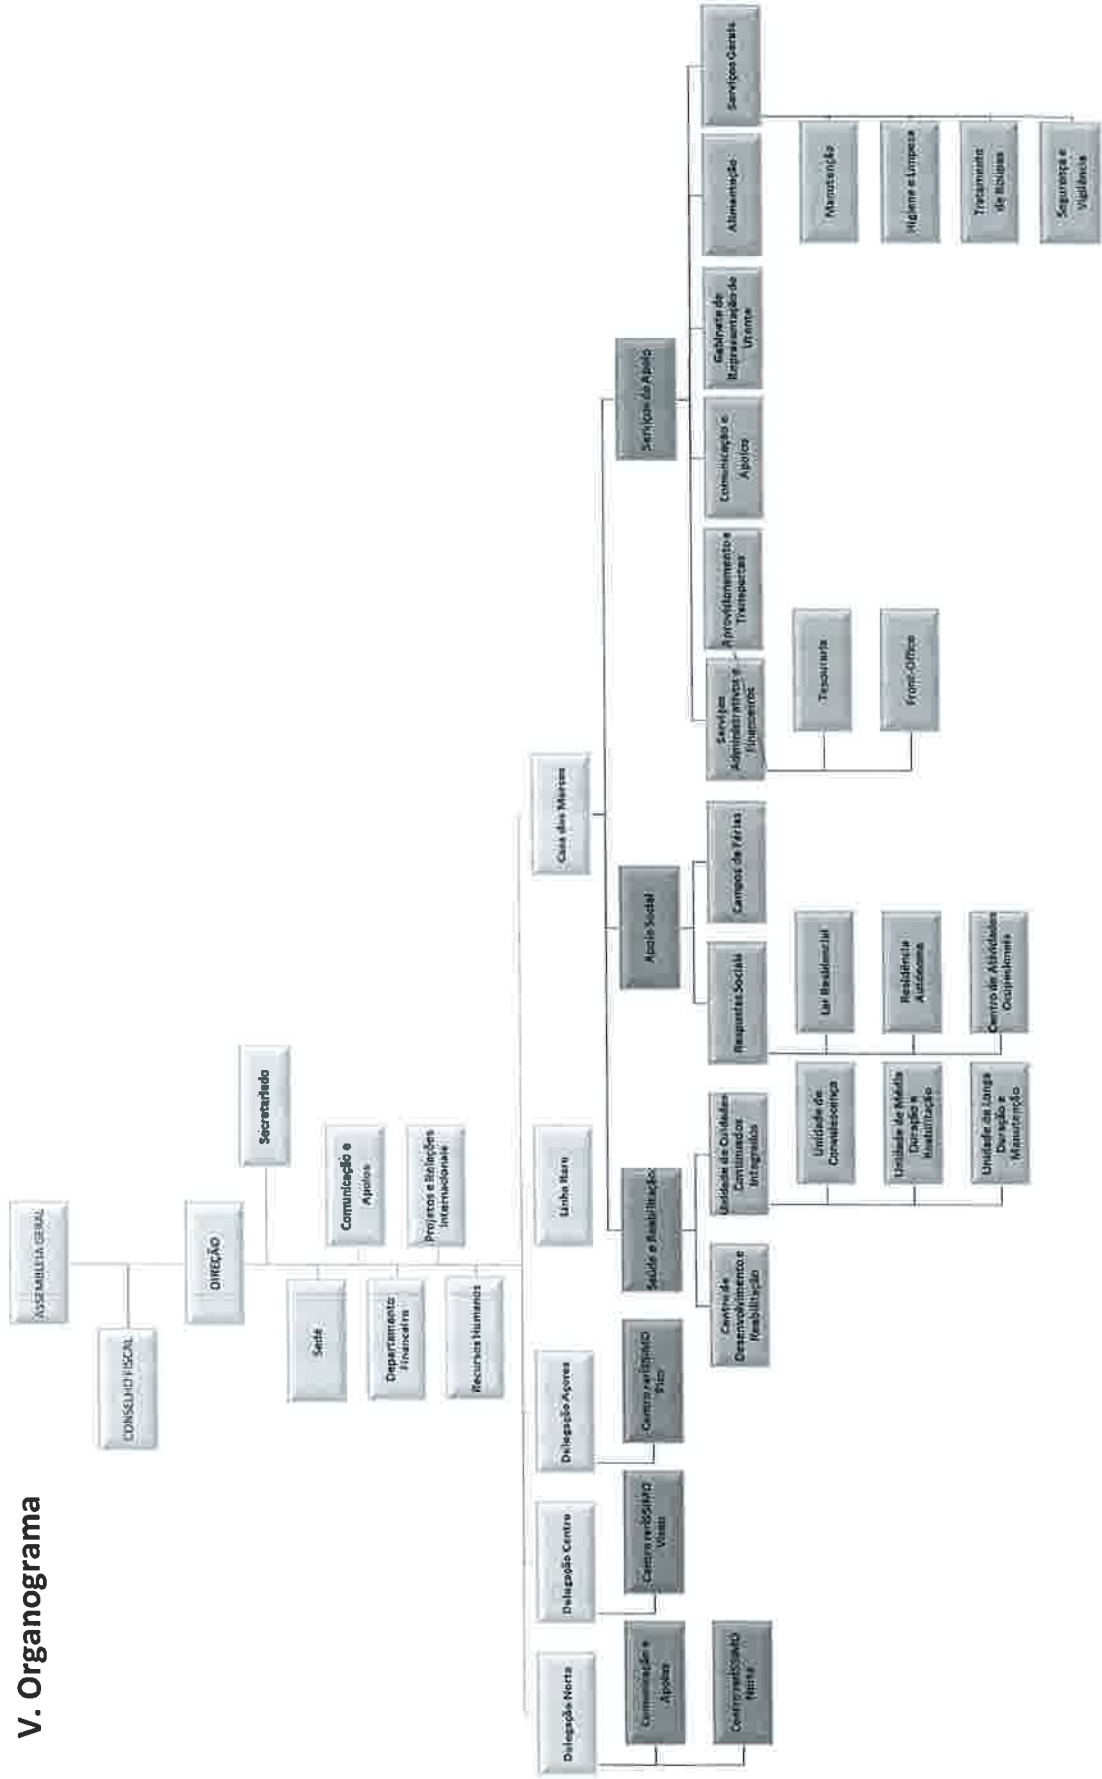 V. Organograma
ASSEMBLEIA GERAL
CONSELHO FISCAL
DIREÇÃO
Secretariado
Sede
Comunicação e
Apoios
Departamento
Financeiro
Projetos e Relações
Internacionais
Recursos Humanos
Delegação Norte
Delegação Centro
Delegação Açores
Linha Rara
Casa dos Marcos
Comunicação e
Apoios
Centro raríssimo
Norte
Centro raríssimo
Viseu
Centro raríssimo
Pico
Saúde e Reabilitação
Apoio Social
Serviços de Apoio
Centro de
Desenvolvimento e
Reabilitação
Unidade de Cuidados
Continuados
Integrados
Unidade de
Convalescença
Unidade de Média
Duração e
Reabilitação
Unidade de Longa
Duração e
Manutenção
Respostas Sociais
Campos de Férias
Lar Residencial
Residência
Autónoma
Centro de Atividades
Ocupacionais
Serviços
Administrativos e
Financeiros
Aprovisionamento e
Transportes
Comunicação e
Apoios
Gabinete de
Representação de
Utente
Alimentação
Serviços Gerais
Tesouraria
Front-Office
Manutenção
Higiene e Limpeza
Tratamento
de Roupas
Segurança e
Vigilância